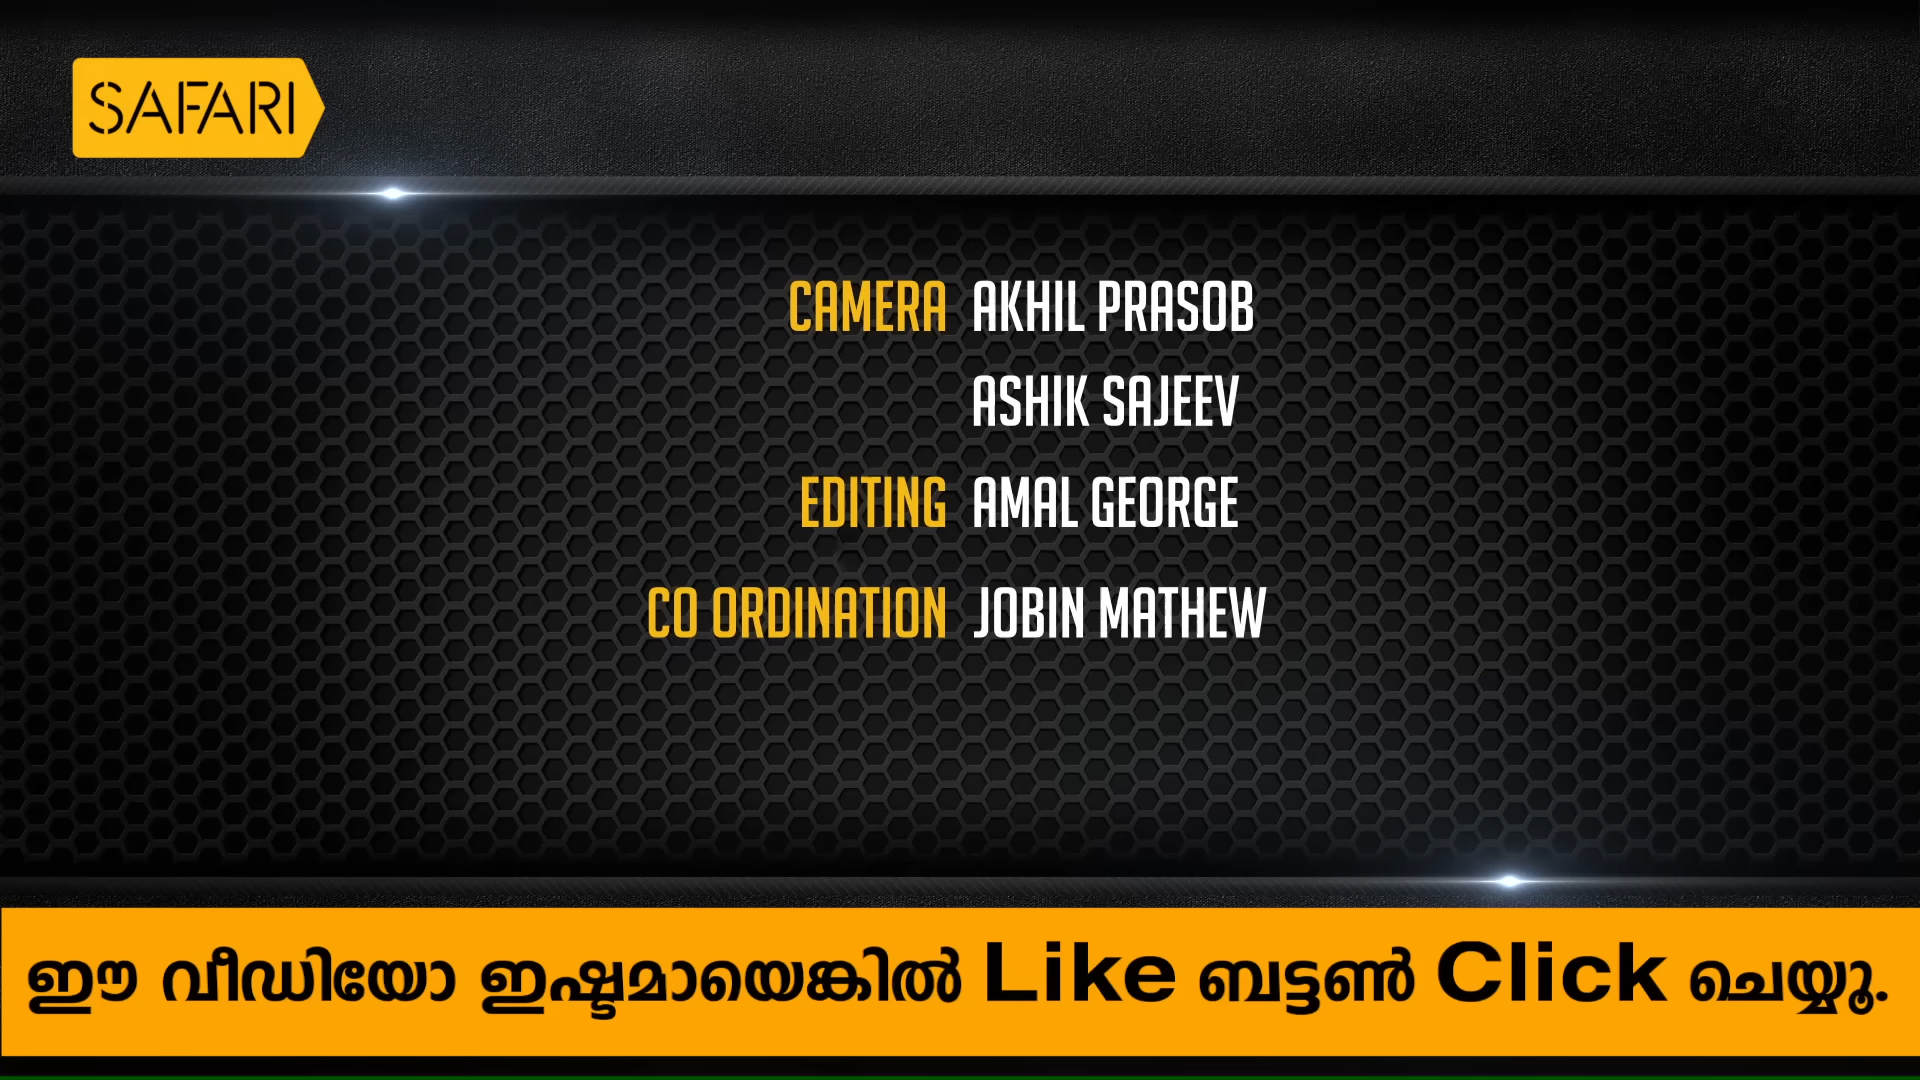 SAFARI
CAMERA AKHIL PRASOB
ASHIK SAJEEV
EDITING AMAL GEORGE
CO ORDINATION JOBIN MATHEW
ഈ വീഡിയോ ഇഷ്ടമായെങ്കിൽ Like ബട്ടൺ Click ചെയ്യൂ.